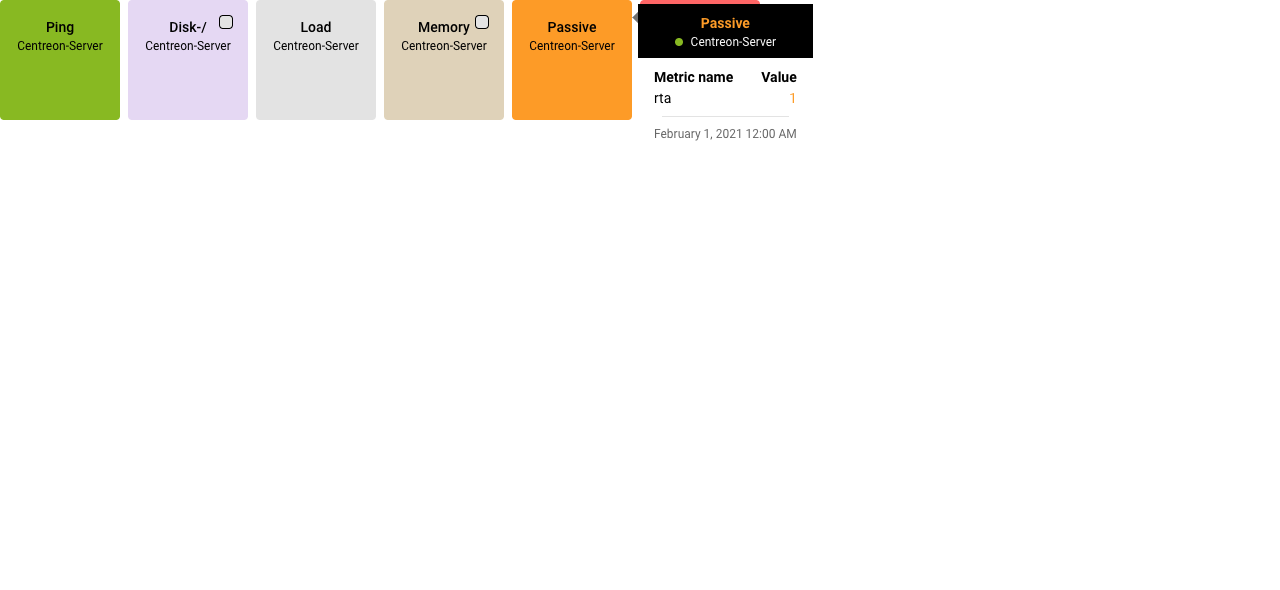 Ping
Centreon-Server
Disk-/
Centreon-Server
Load
Centreon-Server
Memory
Centreon-Server
Passive
Centreon-Server
Passive
Centreon-Server
Metric name Value
rta 1
February 1, 2021 12:00 AM